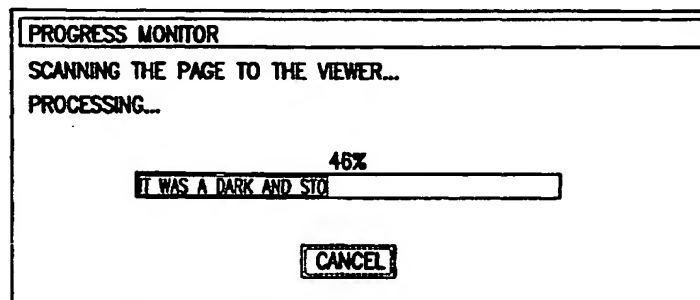 PROGRESS MONITOR
SCANNING THE PAGE TO THE VIEWER...
PROCESSING...
46%
IT WAS A DARK AND STO
CANCEL